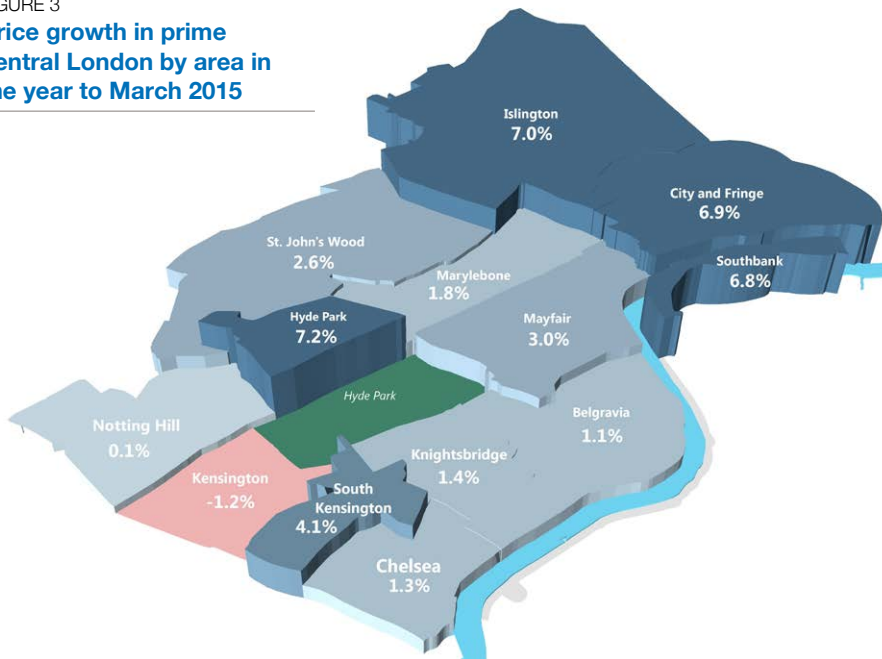 GURE 3
rice growth in prime
entral London by area in
e year to March 2015
Islington
7.0%
City and Fringe
6.9%
Southbank
6.8%
St. John's Wood
2.6%
Marylebone
1.8%
Hyde Park
7.2%
Mayfair
3.0%
Hyde Park
Notting Hill
0.1%
Belgravia
1.1%
Knightsbridge
1.4%
Kensington
-1.2%
South
Kensington
4.1%
Chelsea
1.3%